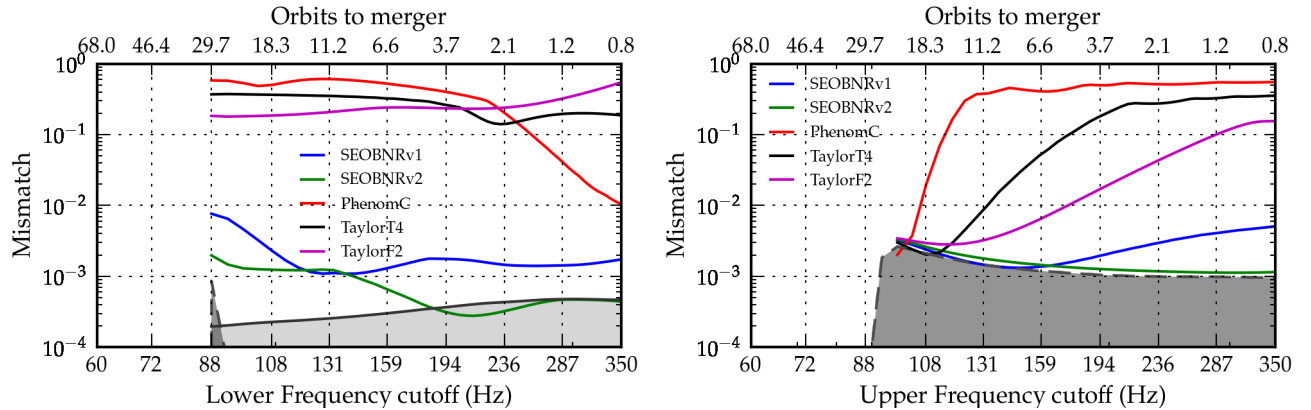 Orbits to merger
68.0 46.4 29.7 18.3 11.2 6.6 3.7 2.1 1.2 0.8
10^0
10^-1
10^-2
10^-3
10^-4
Mismatch
SEOBNRv1
SEOBNRv2
PhenomC
TaylorT4
TaylorF2
60 72 88 108 131 159 194 236 287 350
Lower Frequency cutoff (Hz)
Orbits to merger
68.0 46.4 29.7 18.3 11.2 6.6 3.7 2.1 1.2 0.8
10^0
10^-1
10^-2
10^-3
10^-4
Mismatch
SEOBNRv1
SEOBNRv2
PhenomC
TaylorT4
TaylorF2
60 72 88 108 131 159 194 236 287 350
Upper Frequency cutoff (Hz)